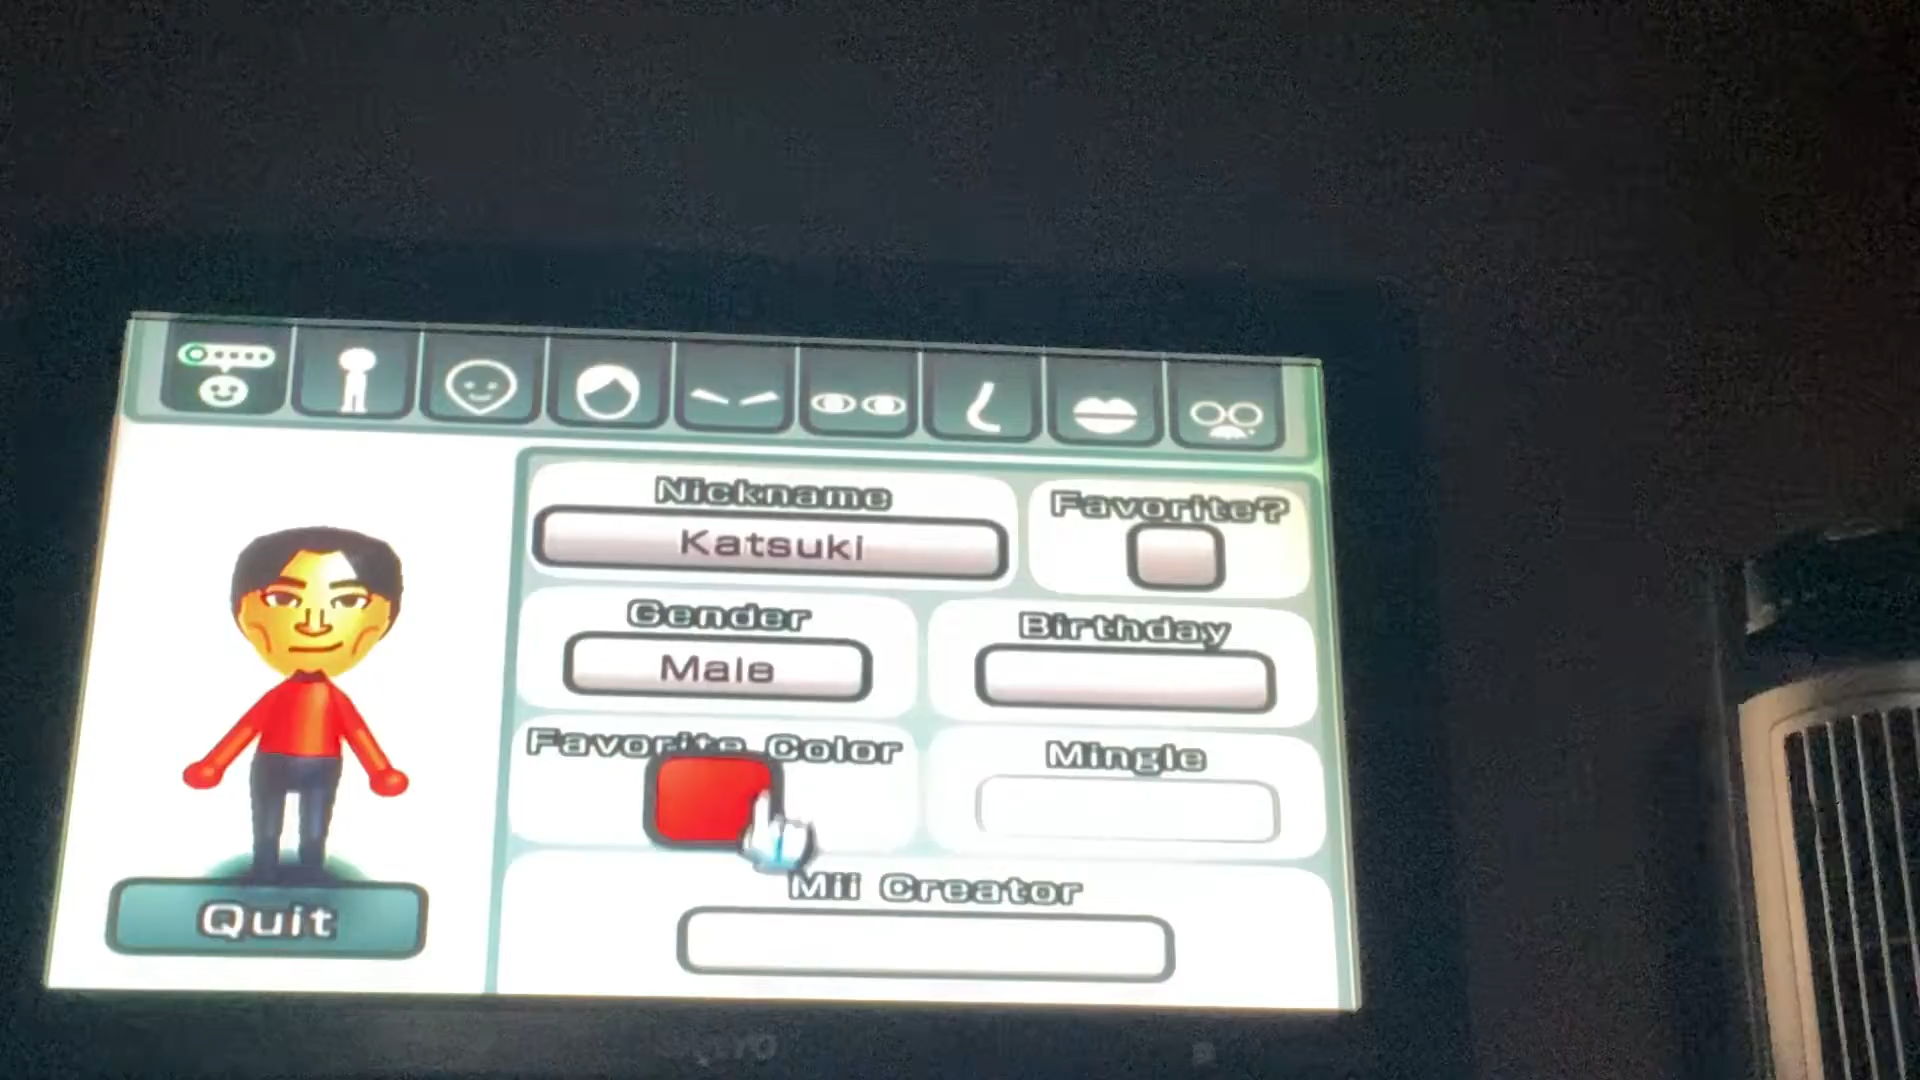 Nickname
Favorite?
Katsuki
Gender
Birthday
Male
Favorite Color
Mingle
Mii Creator
Quit